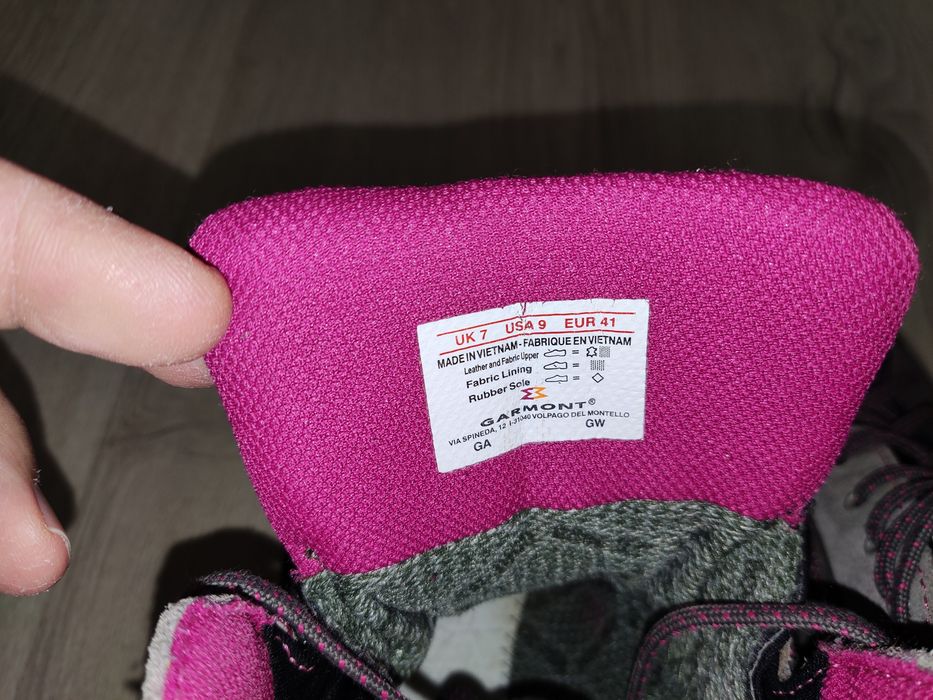 UK 7 USA 9 EUR 41
MADE IN VIETNAM - FABRIQUE EN VIETNAM
Leather and Fabric Upper =
Fabric Lining =
Rubber Sole =
GARMONT®
VIA SPINEDA, 12 I-31040 VOLPAGO DEL MONTELLO
GA GW